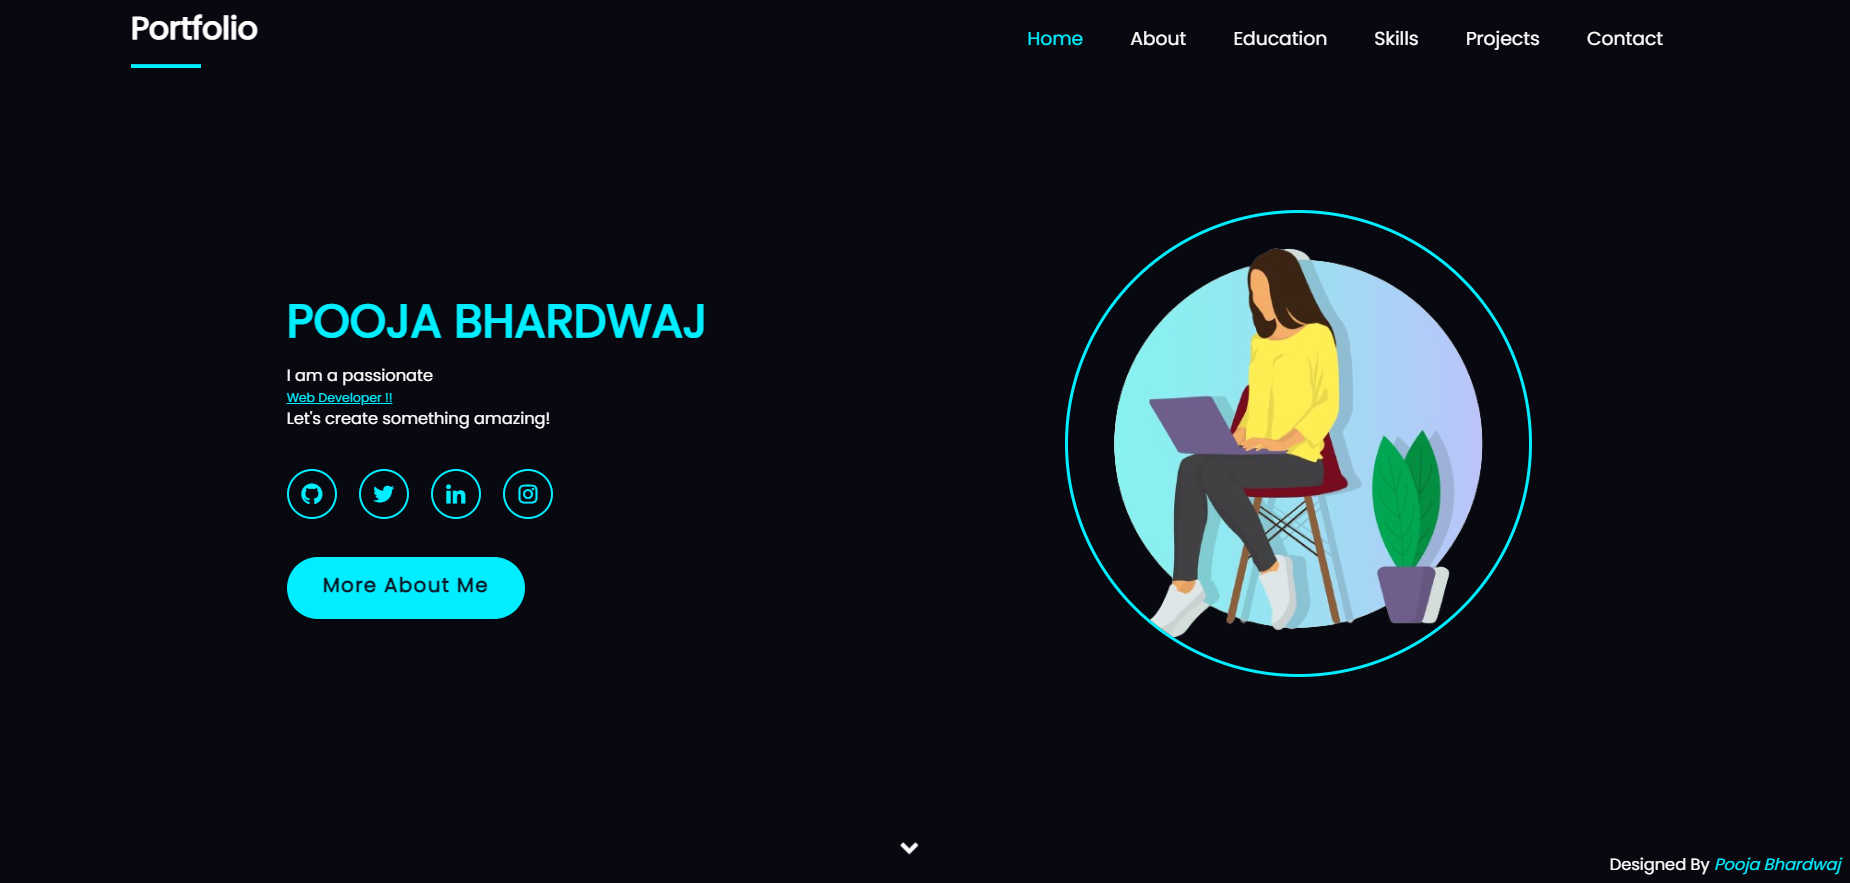 Portfolio
Home About Education Skills Projects Contact
POOJA BHARDWAJ
I am a passionate
Web Developer !!
Let's create something amazing!
in
More About Me
Designed By Pooja Bhardwaj